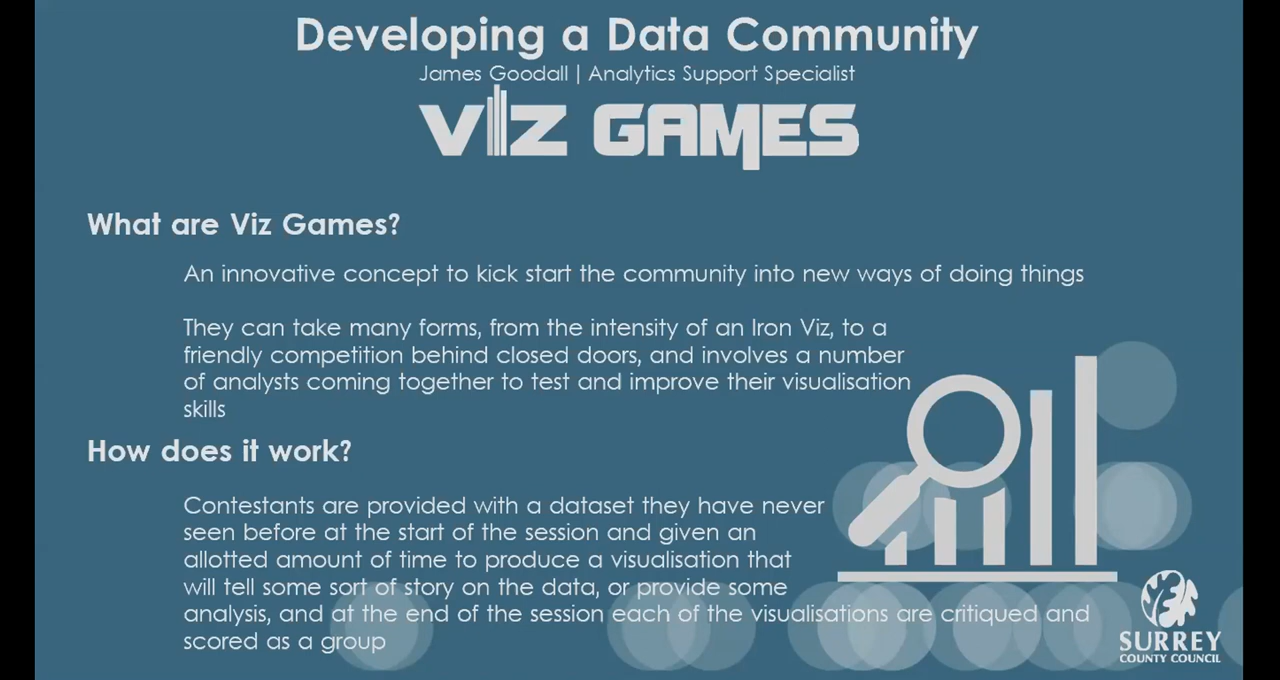 Developing a Data Community
James Goodall | Analytics Support Specialist
VIZ GAMES
What are Viz Games?
An innovative concept to kick start the community into new ways of doing things
They can take many forms, from the intensity of an Iron Viz, to a
friendly competition behind closed doors, and involves a number
of analysts coming together to test and improve their visualisation
skills
How does it work?
Contestants are provided with a dataset they have never
seen before at the start of the session and given an
allotted amount of time to produce a visualisation that
will tell some sort of story on the data, or provide some
analysis, and at the end of the session each of the visualisations are critiqued and
scored as a group
SURREY
COUNTY COUNCIL